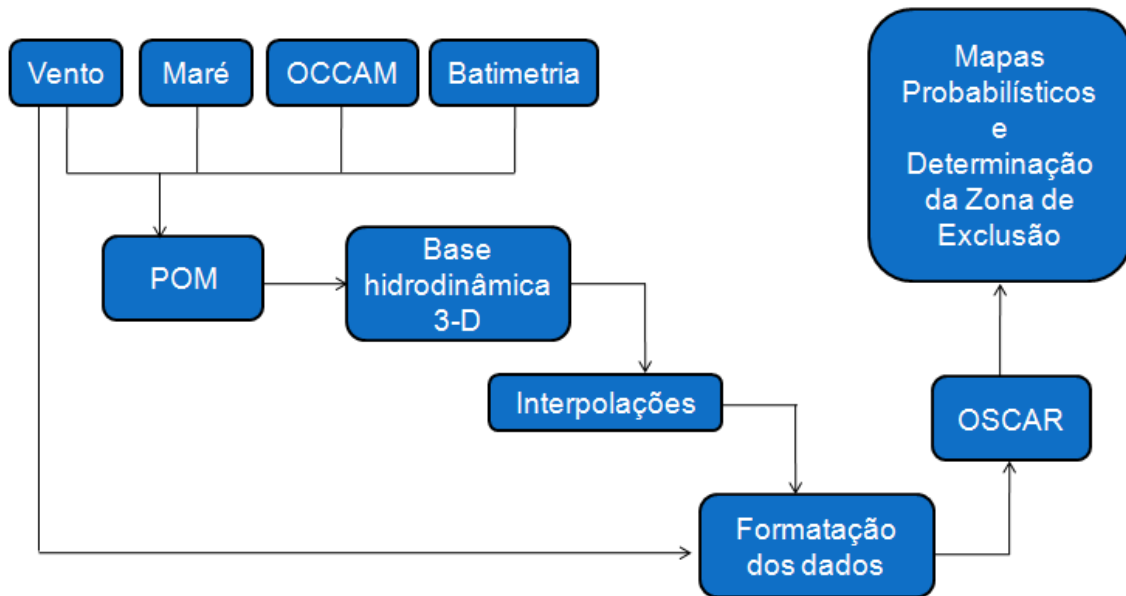 Vento
Maré
OCCAM
Batimetria
Mapas
Probabilísticos
e
Determinação
da Zona de
Exclusão
POM
Base
hidrodinâmica
3-D
Interpolações
OSCAR
Formatação
dos dados